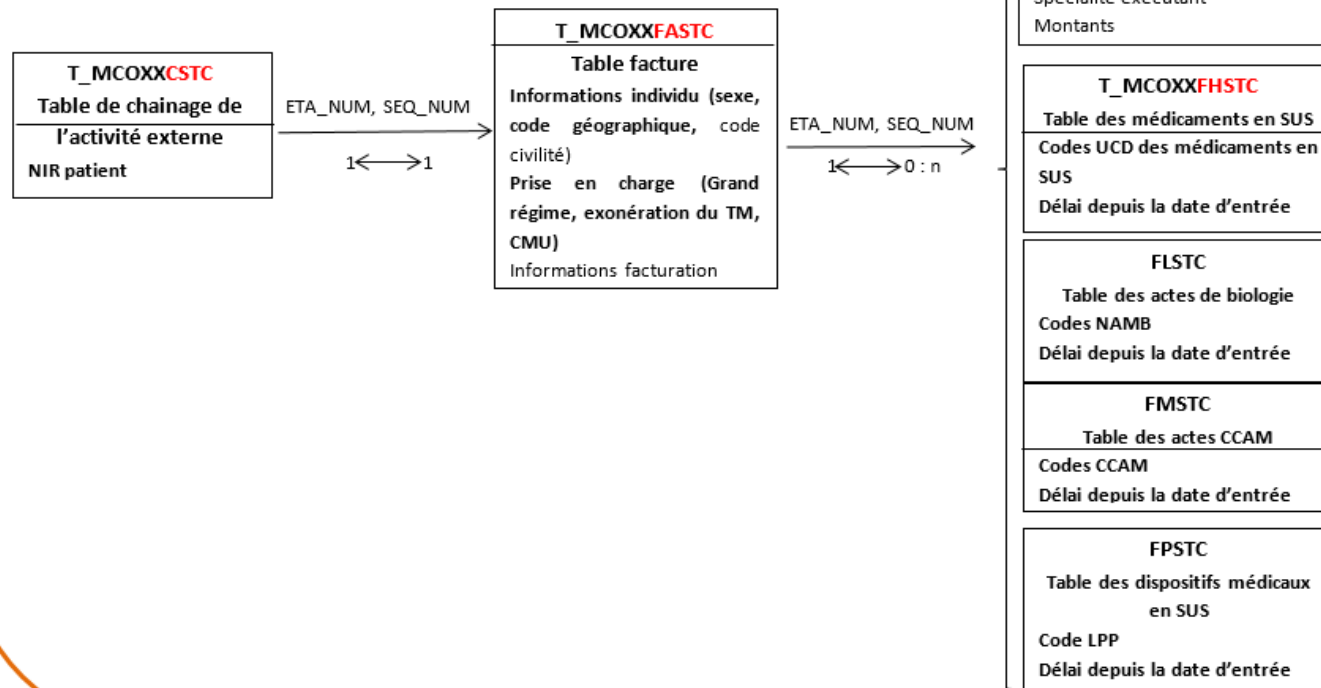 T_MCOXXCSTC
Table de chainage de
l'activité externe
NIR patient
ETA_NUM, SEQ_NUM
1⟷1
T_MCOXXFASTC
Table facture
Informations individu (sexe,
code géographique, code
civilité)
Prise en charge (Grand
régime, exonération du TM,
CMU)
Informations facturation
ETA_NUM, SEQ_NUM
1⟷0 : n
Montants
T_MCOXXFHSTC
Table des médicaments en SUS
Codes UCD des médicaments en
SUS
Délai depuis la date d'entrée
FLSTC
Table des actes de biologie
Codes NAMB
Délai depuis la date d'entrée
FMSTC
Table des actes CCAM
Codes CCAM
Délai depuis la date d'entrée
FPSTC
Table des dispositifs médicaux
en SUS
Code LPP
Délai depuis la date d'entrée